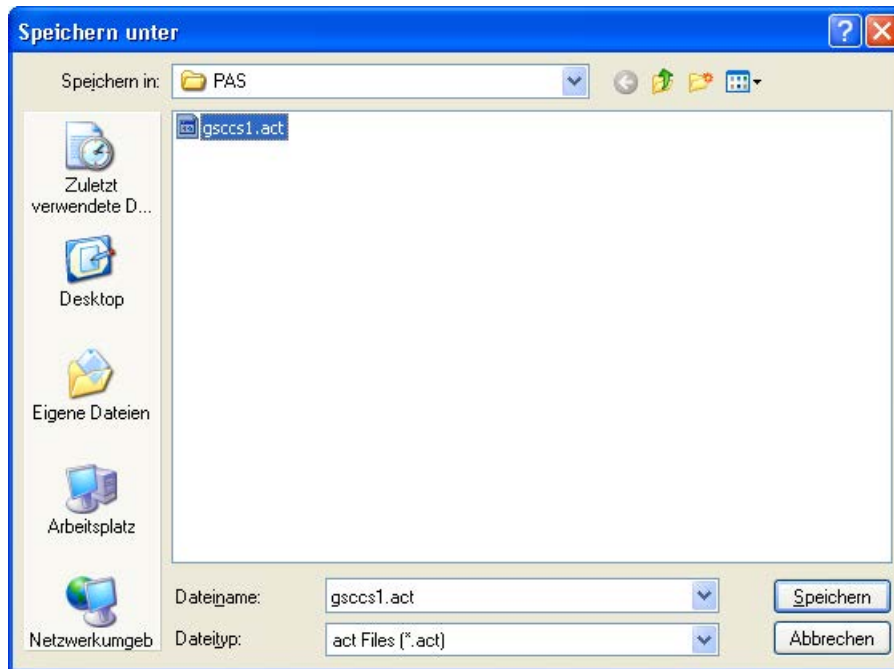 Speichern unter
Speichern in: PAS
gsccs1.act
Zuletzt
verwendete D...
Desktop
Eigene Dateien
Arbeitsplatz
Netzwerkumgeb
Dateiname: gsccs1.act Speichern
Dateityp: act Files (*.act) Abbrechen